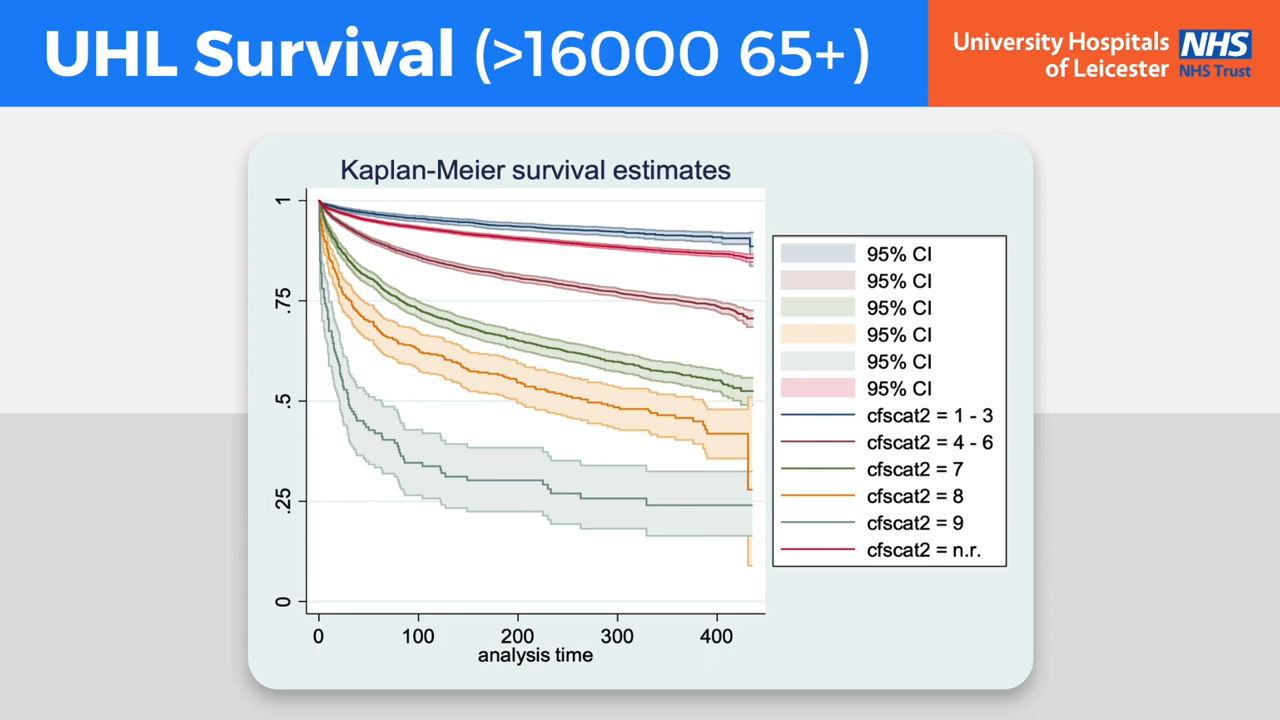 UHL Survival (>16000 65+)
University Hospitals
of Leicester
NHS
NHS Trust
Kaplan-Meier survival estimates
1
.75
.5
.25
0
0 100 200 300 400
analysis time
95% CI
95% CI
95% CI
95% CI
95% CI
95% CI
cfscat2 = 1 - 3
cfscat2 = 4 - 6
cfscat2 = 7
cfscat2 = 8
cfscat2 = 9
cfscat2 = n.r.